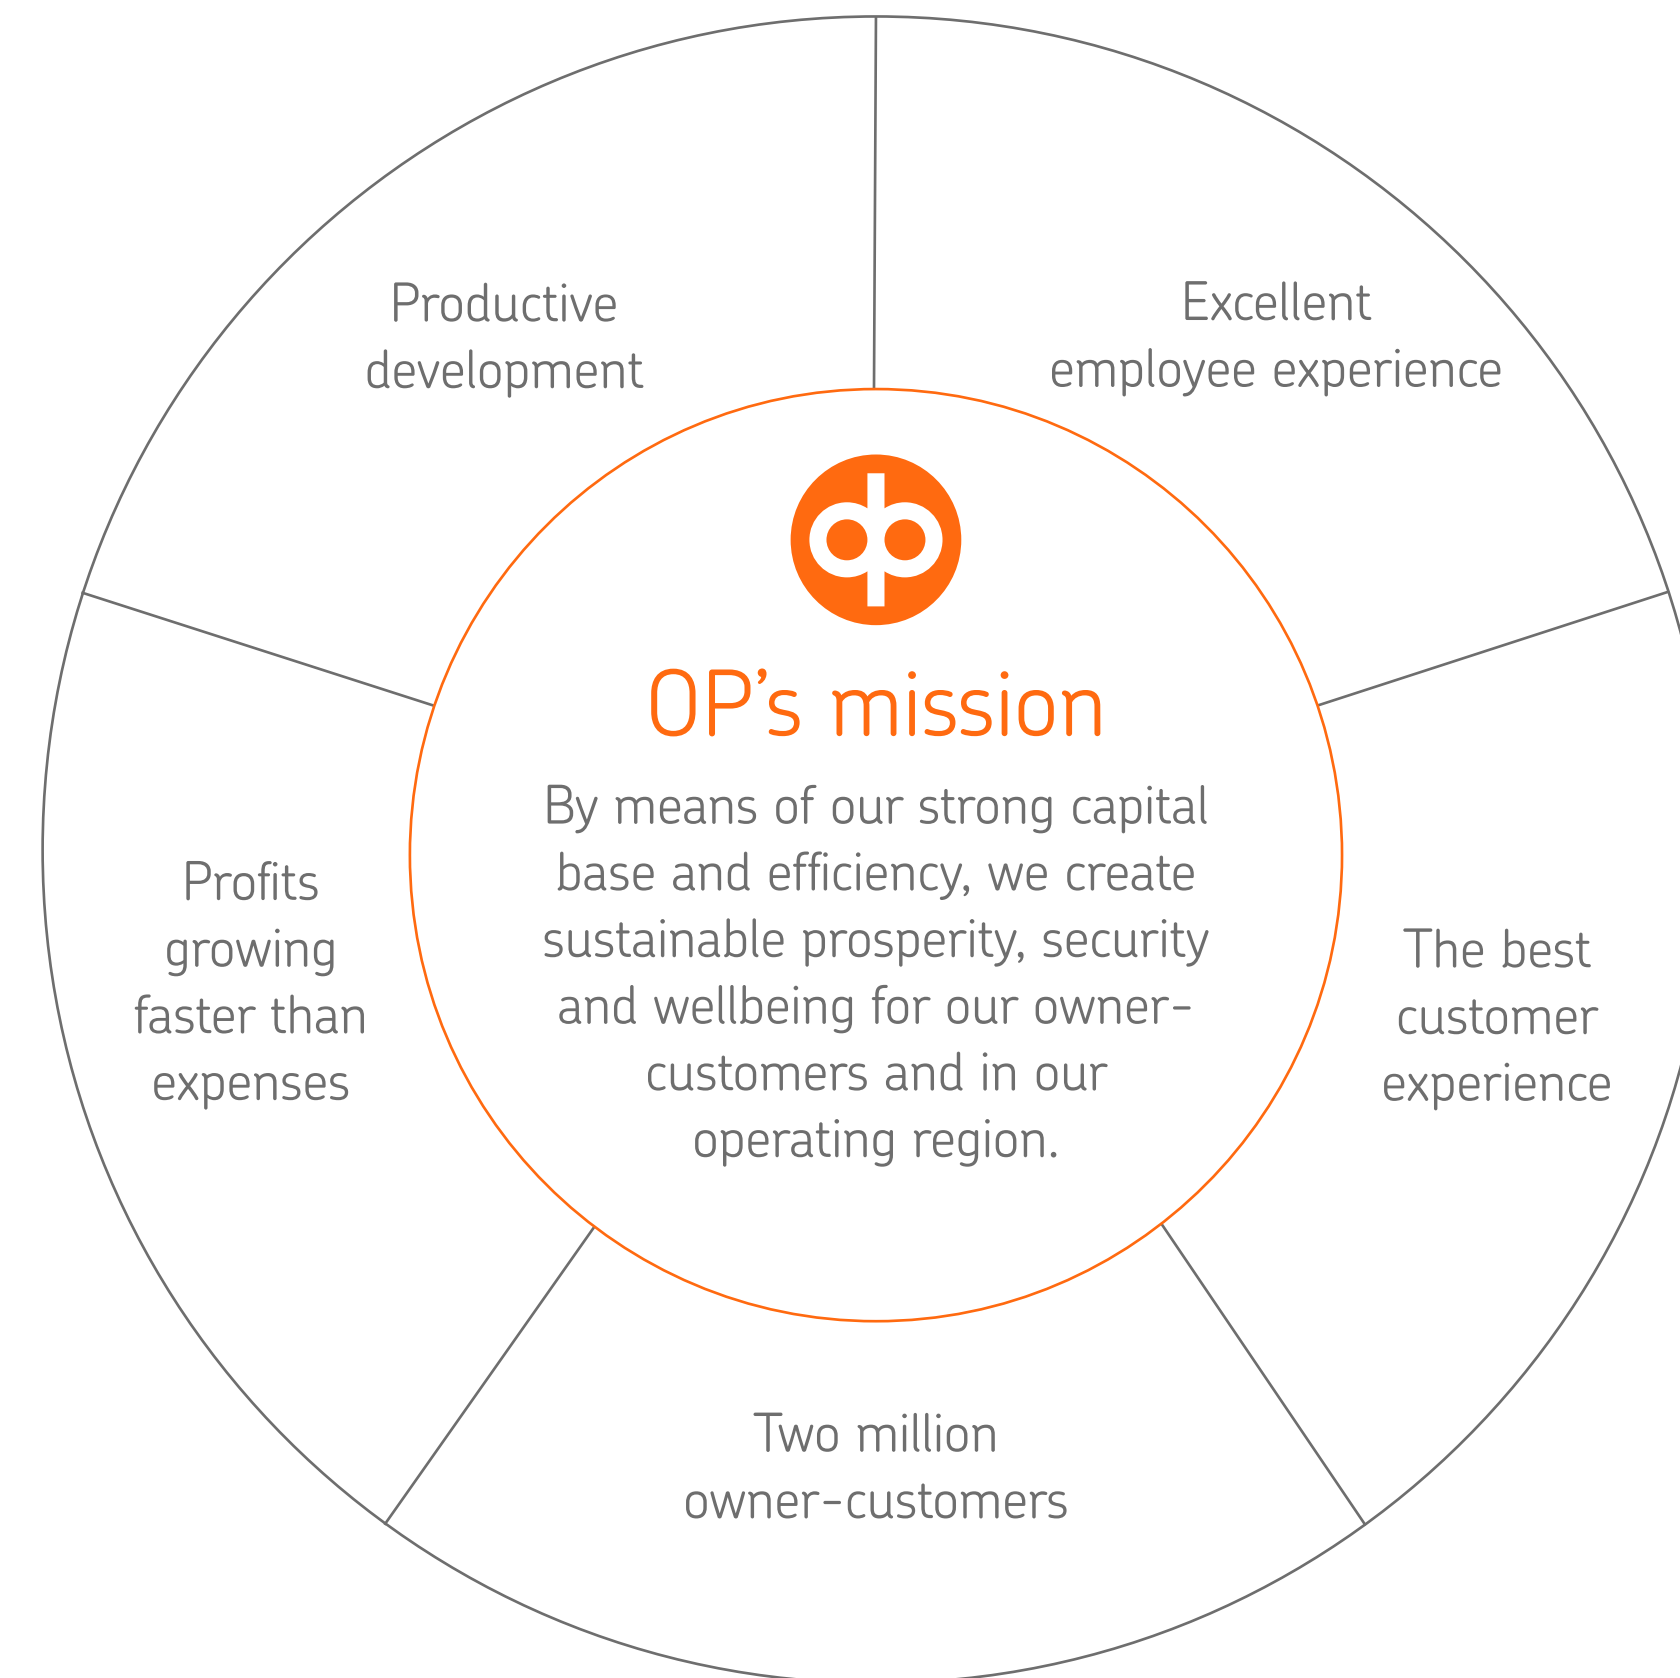 Productive
development
Excellent
employee experience
OP’s mission
By means of our strong capital
base and efficiency, we create
sustainable prosperity, security
and wellbeing for our owner-
customers and in our
operating region.
Profits
growing
faster than
expenses
The best
customer
experience
Two million
owner-customers